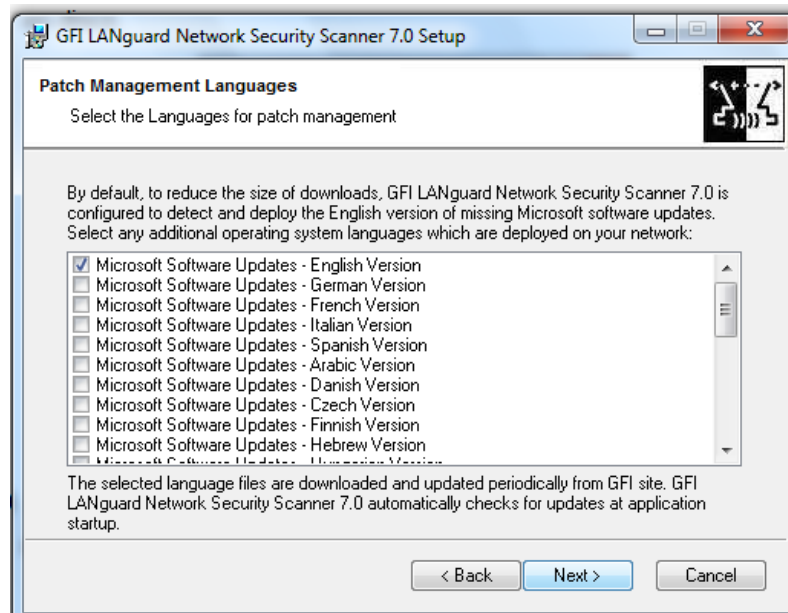 GFI LANguard Network Security Scanner 7.0 Setup
Patch Management Languages
Select the Languages for patch management
By default, to reduce the size of downloads, GFI LANguard Network Security Scanner 7.0 is
configured to detect and deploy the English version of missing Microsoft software updates.
Select any additional operating system languages which are deployed on your network:
Microsoft Software Updates - English Version
Microsoft Software Updates - German Version
Microsoft Software Updates - French Version
Microsoft Software Updates - Italian Version
Microsoft Software Updates - Spanish Version
Microsoft Software Updates - Arabic Version
Microsoft Software Updates - Danish Version
Microsoft Software Updates - Czech Version
Microsoft Software Updates - Finnish Version
Microsoft Software Updates - Hebrew Version
Microsoft Software Updates - Hungarian Version
The selected language files are downloaded and updated periodically from GFI site. GFI
LANguard Network Security Scanner 7.0 automatically checks for updates at application
startup.
< Back Next > Cancel